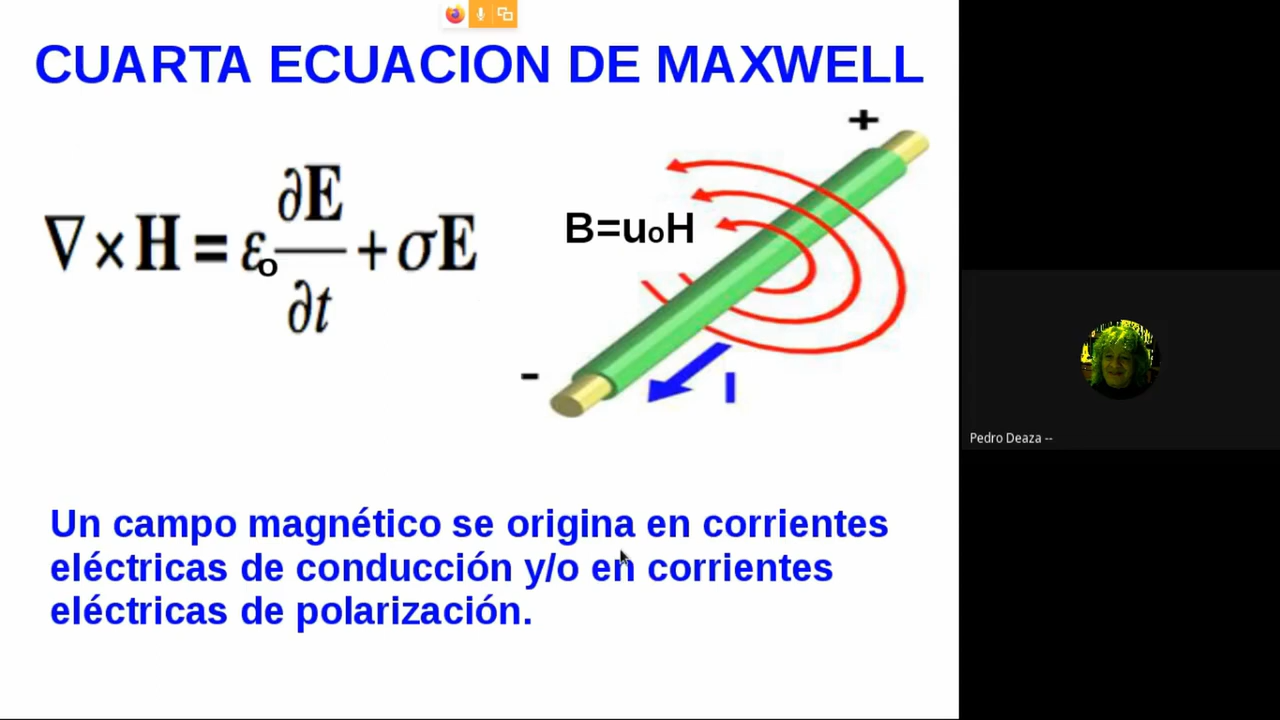 CUARTA ECUACION DE MAXWELL
+
∇×H=ε₀ ∂E/∂t +σE
B=uoH
-
I
Un campo magnético se origina en corrientes
eléctricas de conducción y/o en corrientes
eléctricas de polarización.
Pedro Deaza --